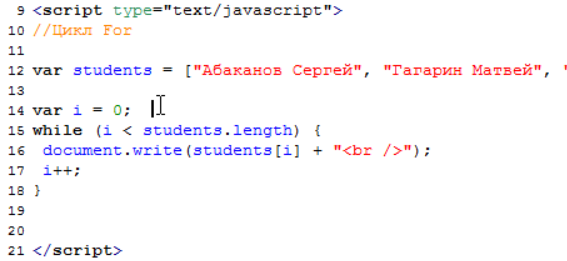 9 <script type="text/javascript">
10 //Цикл For
11
12 var students = ["Абаканов Сергей", "Гагарин Матвей", "
13
14 var i = 0;
15 while (i < students.length) {
16 document.write(students[i] + "<br />");
17 i++;
18 }
19
20
21 </script>